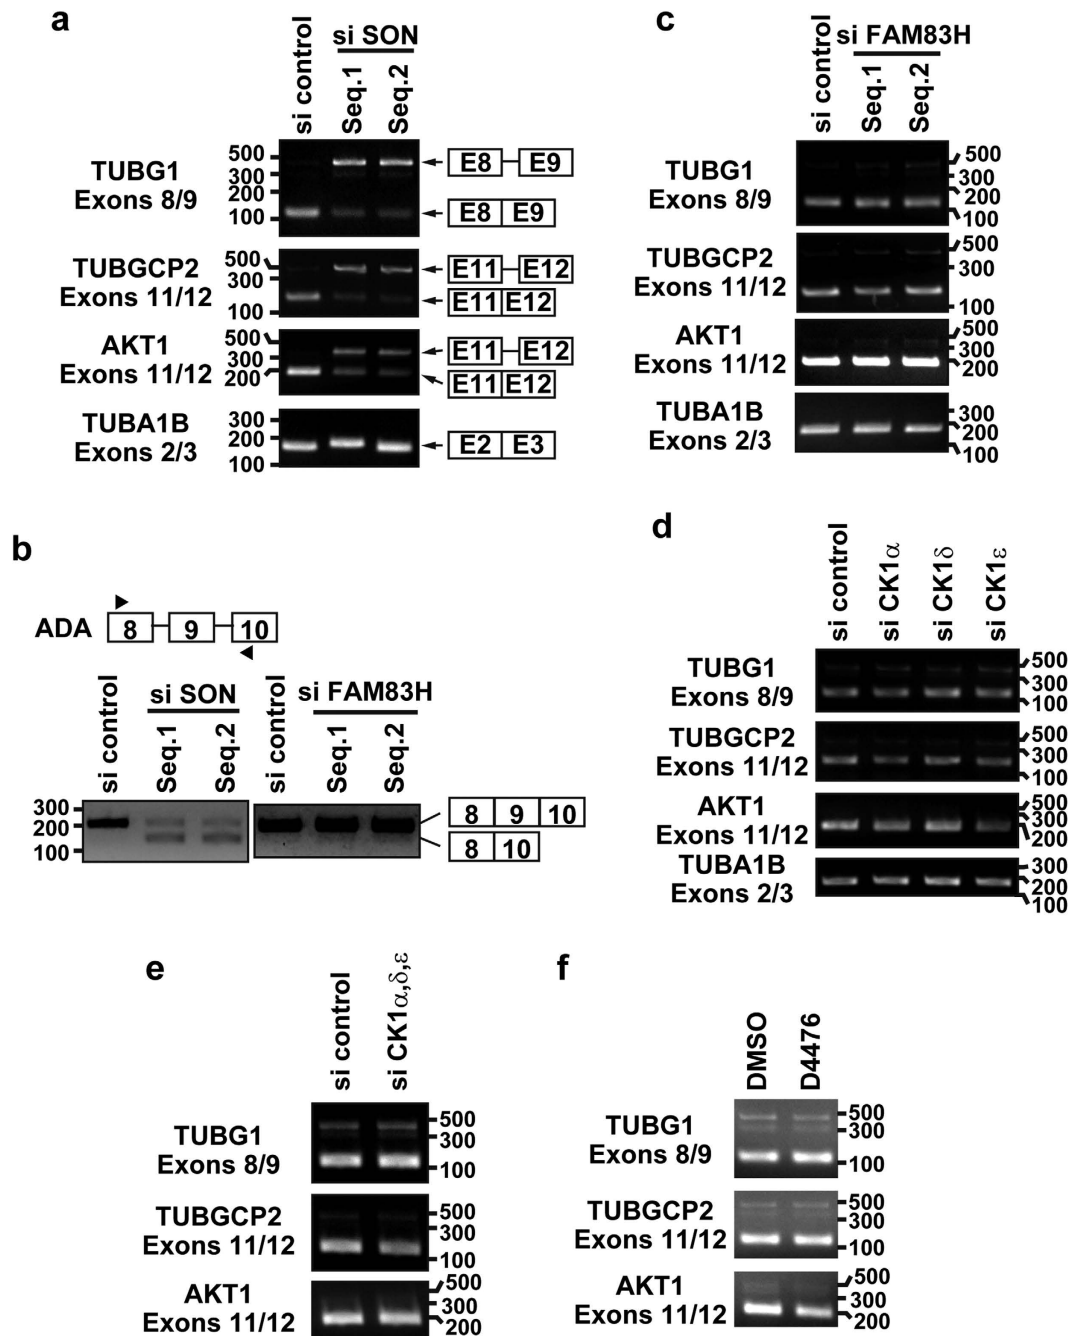 a
si control
si SON
Seq.1
Seq.2
TUBG1
Exons 8/9
500
300
200
100
E8 E9
E8 E9
TUBGCP2
Exons 11/12
500
300
100
E11 E12
E11 E12
AKT1
Exons 11/12
500
300
200
E11 E12
E11 E12
TUBA1B
Exons 2/3
300
200
100
E2 E3
c
si control
si FAM83H
Seq.1
Seq.2
TUBG1
Exons 8/9
500
300
200
100
TUBGCP2
Exons 11/12
500
300
100
AKT1
Exons 11/12
500
300
200
TUBA1B
Exons 2/3
300
200
100
b
ADA 8 9 10
si control
si SON
Seq.1
Seq.2
si FAM83H
si control
Seq.1
Seq.2
300
200
100
8 9 10
8 10
d
si control
si CK1α
si CK1δ
si CK1ε
TUBG1
Exons 8/9
500
300
100
TUBGCP2
Exons 11/12
500
300
100
AKT1
Exons 11/12
500
300
200
TUBA1B
Exons 2/3
300
200
100
e
si control
si CK1α,δ,ε
TUBG1
Exons 8/9
500
300
100
TUBGCP2
Exons 11/12
500
300
100
AKT1
Exons 11/12
500
300
200
f
DMSO
D4476
TUBG1
Exons 8/9
500
300
100
TUBGCP2
Exons 11/12
500
300
100
AKT1
Exons 11/12
500
300
200